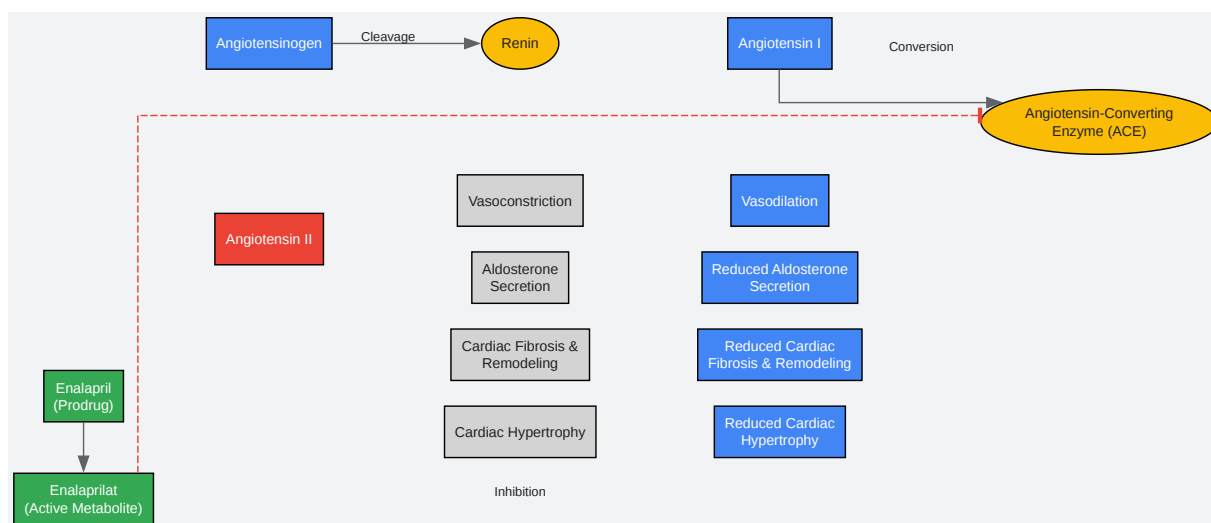 Angiotensinogen
Cleavage
Renin
Angiotensin I
Conversion
Angiotensin-Converting
Enzyme (ACE)
Vasoconstriction
Vasodilation
Angiotensin II
Aldosterone
Secretion
Reduced Aldosterone
Secretion
Cardiac Fibrosis &
Remodeling
Reduced Cardiac
Fibrosis & Remodeling
Enalapril
(Prodrug)
Cardiac Hypertrophy
Reduced Cardiac
Hypertrophy
Enalaprilat
(Active Metabolite)
Inhibition